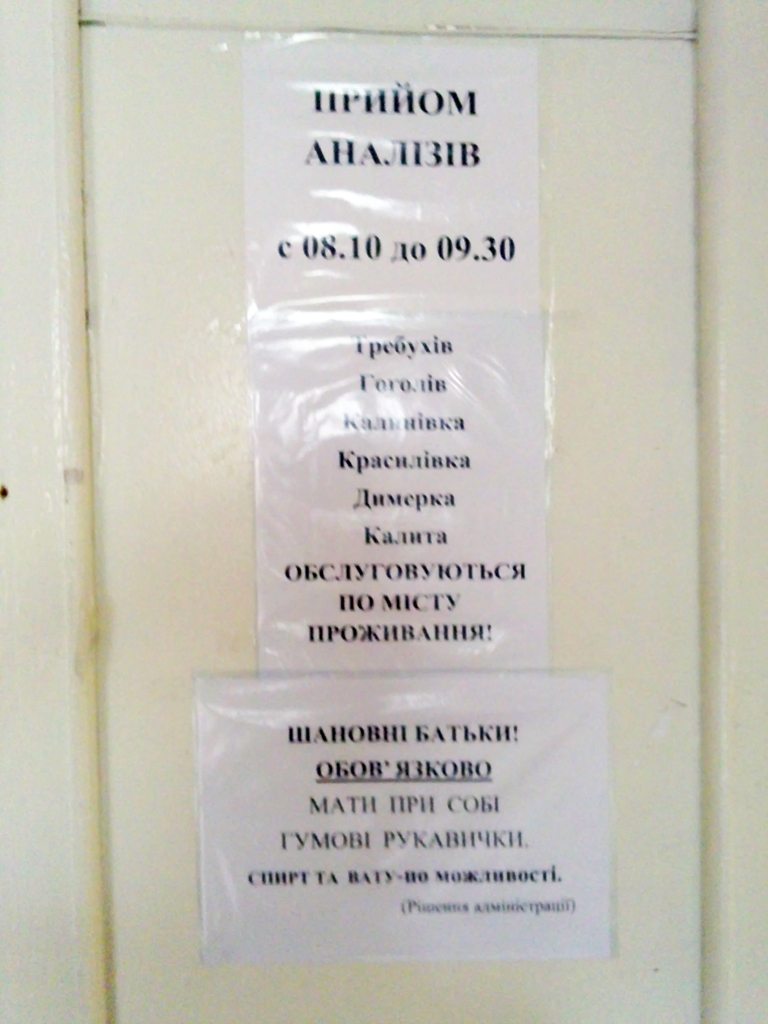 ПРИЙОМ
АНАЛІЗІВ
с 08.10 до 09.30
Требухів
Гоголів
Калинівка
Красилівка
Димерка
Калита
ОБСЛУГОВУЮТЬСЯ
ПО МІСТУ
ПРОЖИВАННЯ!
ШАНОВНІ БАТЬКИ!
ОБОВ' ЯЗКОВО
МАТИ ПРИ СОБІ
ГУМОВІ РУКАВИЧКИ.
СПИРТ ТА ВАТУ-по можливості.
(Рішення адміністрації)